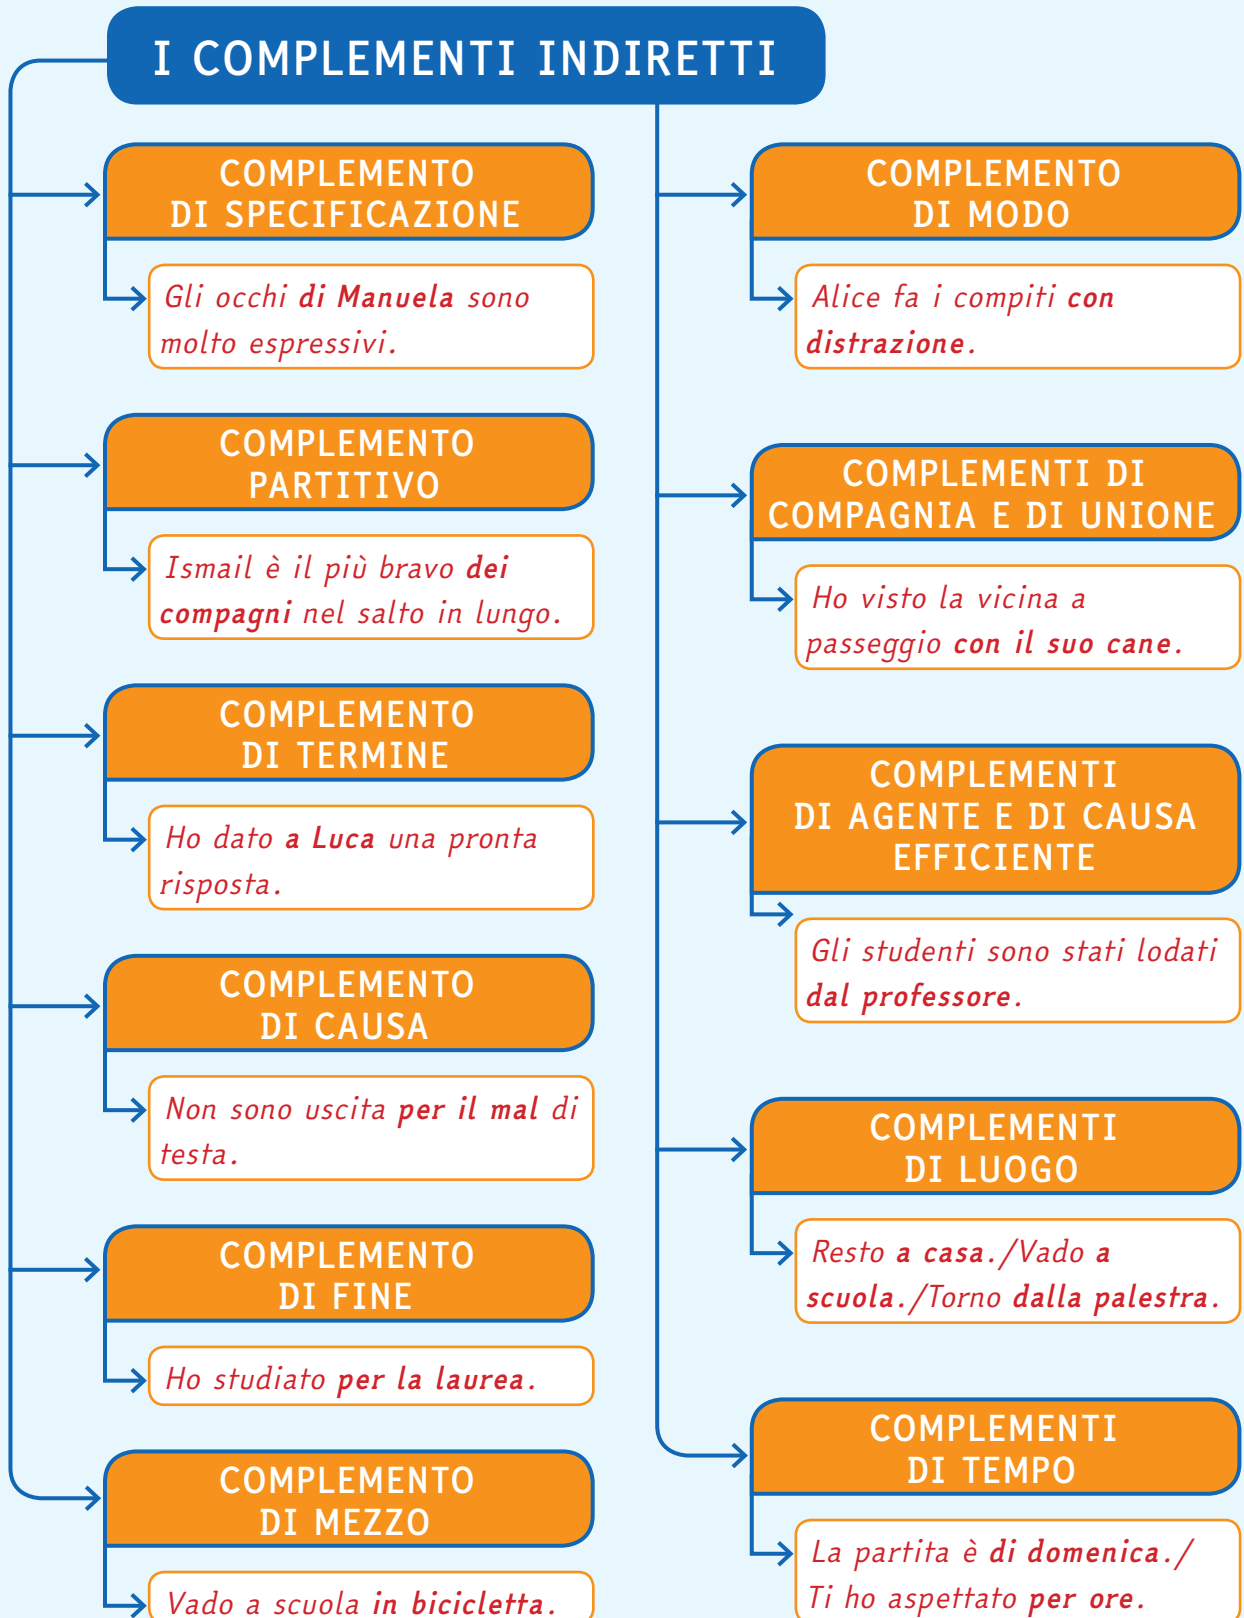 I COMPLEMENTI INDIRETTI
COMPLEMENTO
DI SPECIFICAZIONE
Gli occhi di Manuela sono
molto espressivi.
COMPLEMENTO
PARTITIVO
Ismail è il più bravo dei
compagni nel salto in lungo.
COMPLEMENTO
DI TERMINE
Ho dato a Luca una pronta
risposta.
COMPLEMENTO
DI CAUSA
Non sono uscita per il mal di
testa.
COMPLEMENTO
DI FINE
Ho studiato per la laurea.
COMPLEMENTO
DI MEZZO
Vado a scuola in bicicletta.
COMPLEMENTO
DI MODO
Alice fa i compiti con
distrazione.
COMPLEMENTI DI
COMPAGNIA E DI UNIONE
Ho visto la vicina a
passeggio con il suo cane.
COMPLEMENTI
DI AGENTE E DI CAUSA
EFFICIENTE
Gli studenti sono stati lodati
dal professore.
COMPLEMENTI
DI LUOGO
Resto a casa./Vado a
scuola./Torno dalla palestra.
COMPLEMENTI
DI TEMPO
La partita è di domenica./
Ti ho aspettato per ore.